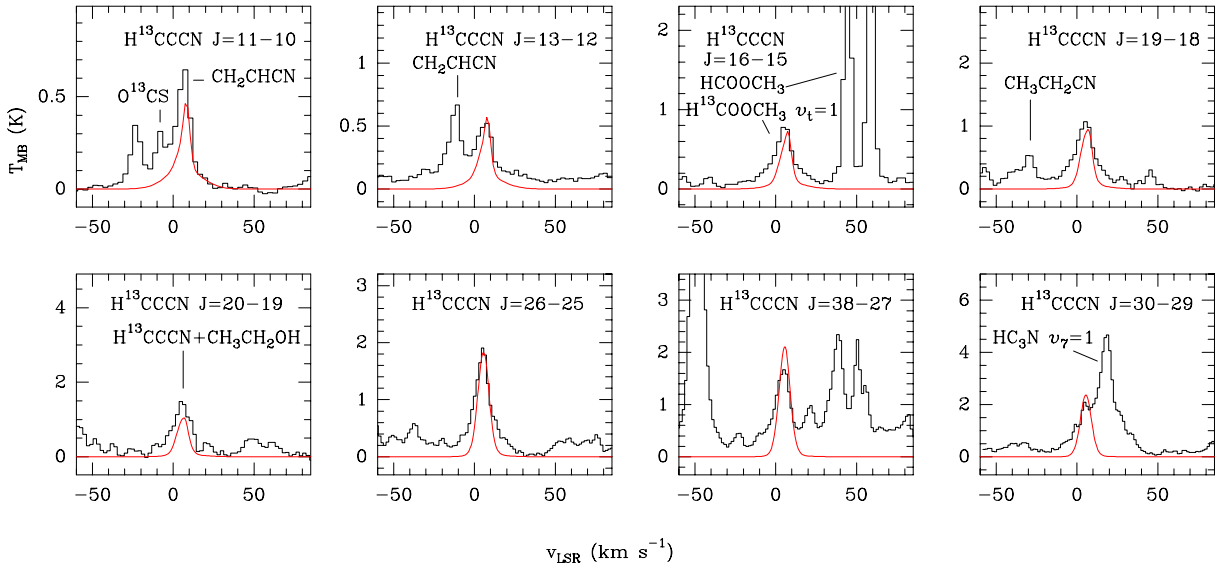 H¹³CCCN J=11−10
CH₂CHCN
O¹³CS
0.5
0
−50 0 50
H¹³CCCN J=13−12
CH₂CHCN
1
0.5
0
−50 0 50
H¹³CCCN
J=16−15
HCOOCH₃
H¹³COOCH₃ υₜ=1
2
1
0
−50 0 50
H¹³CCCN J=19−18
CH₃CH₂CN
2
1
0
−50 0 50
T_MB (K)
H¹³CCCN J=20−19
H¹³CCCN+CH₃CH₂OH
4
2
0
−50 0 50
H¹³CCCN J=26−25
3
2
1
0
−50 0 50
H¹³CCCN J=38−27
3
2
1
0
−50 0 50
H¹³CCCN J=30−29
HC₃N υ₇=1
6
4
2
0
−50 0 50
v_LSR (km s⁻¹)